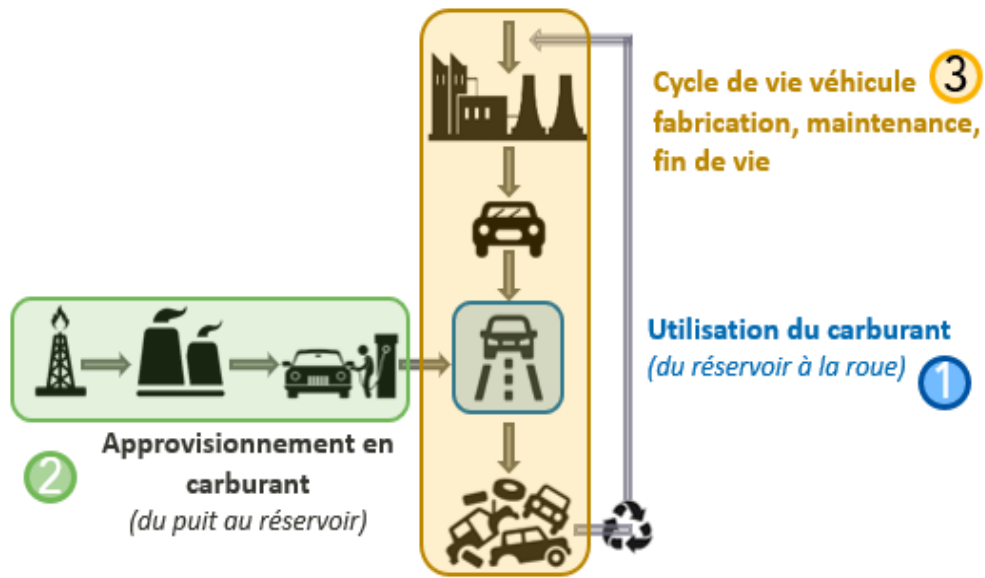 Cycle de vie véhicule 3
fabrication, maintenance,
fin de vie
Utilisation du carburant
(du réservoir à la roue)
1
Approvisionnement en
2
carburant
(du puit au réservoir)